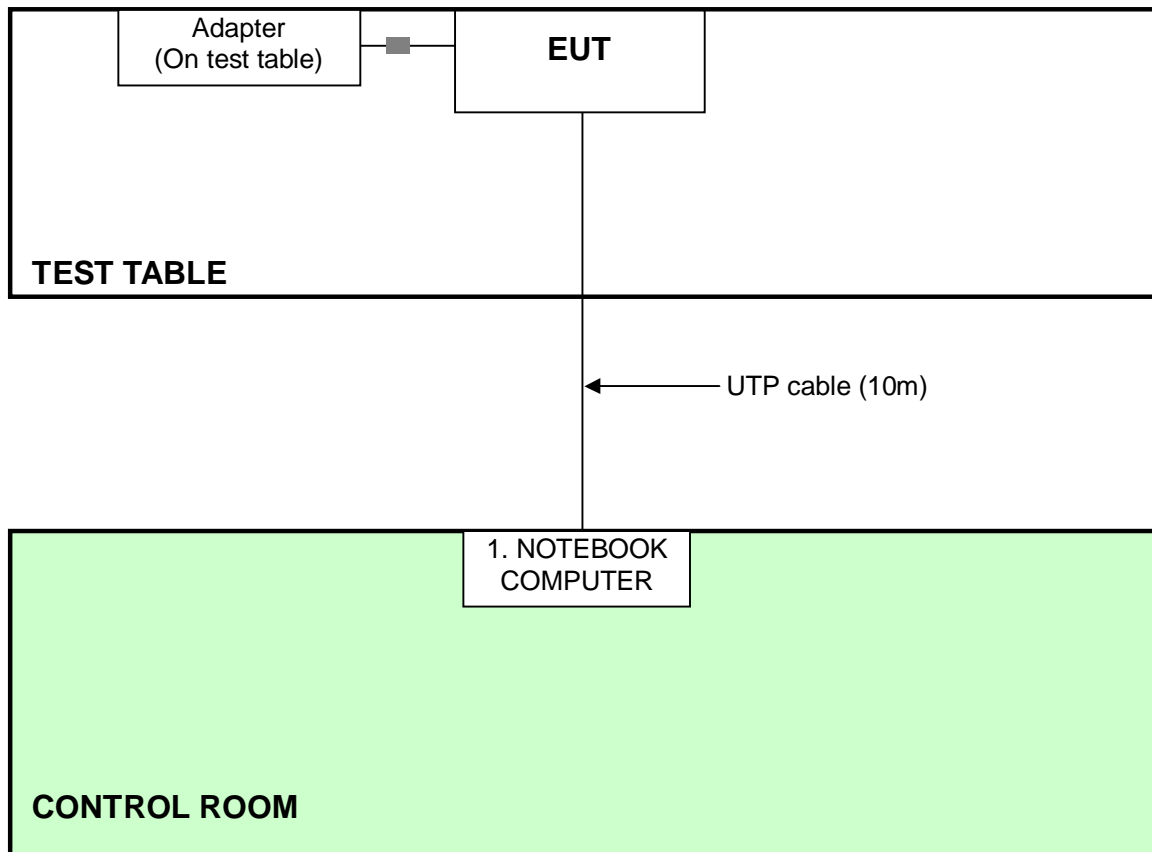 Adapter
(On test table)
EUT
TEST TABLE
UTP cable (10m)
1. NOTEBOOK
COMPUTER
CONTROL ROOM